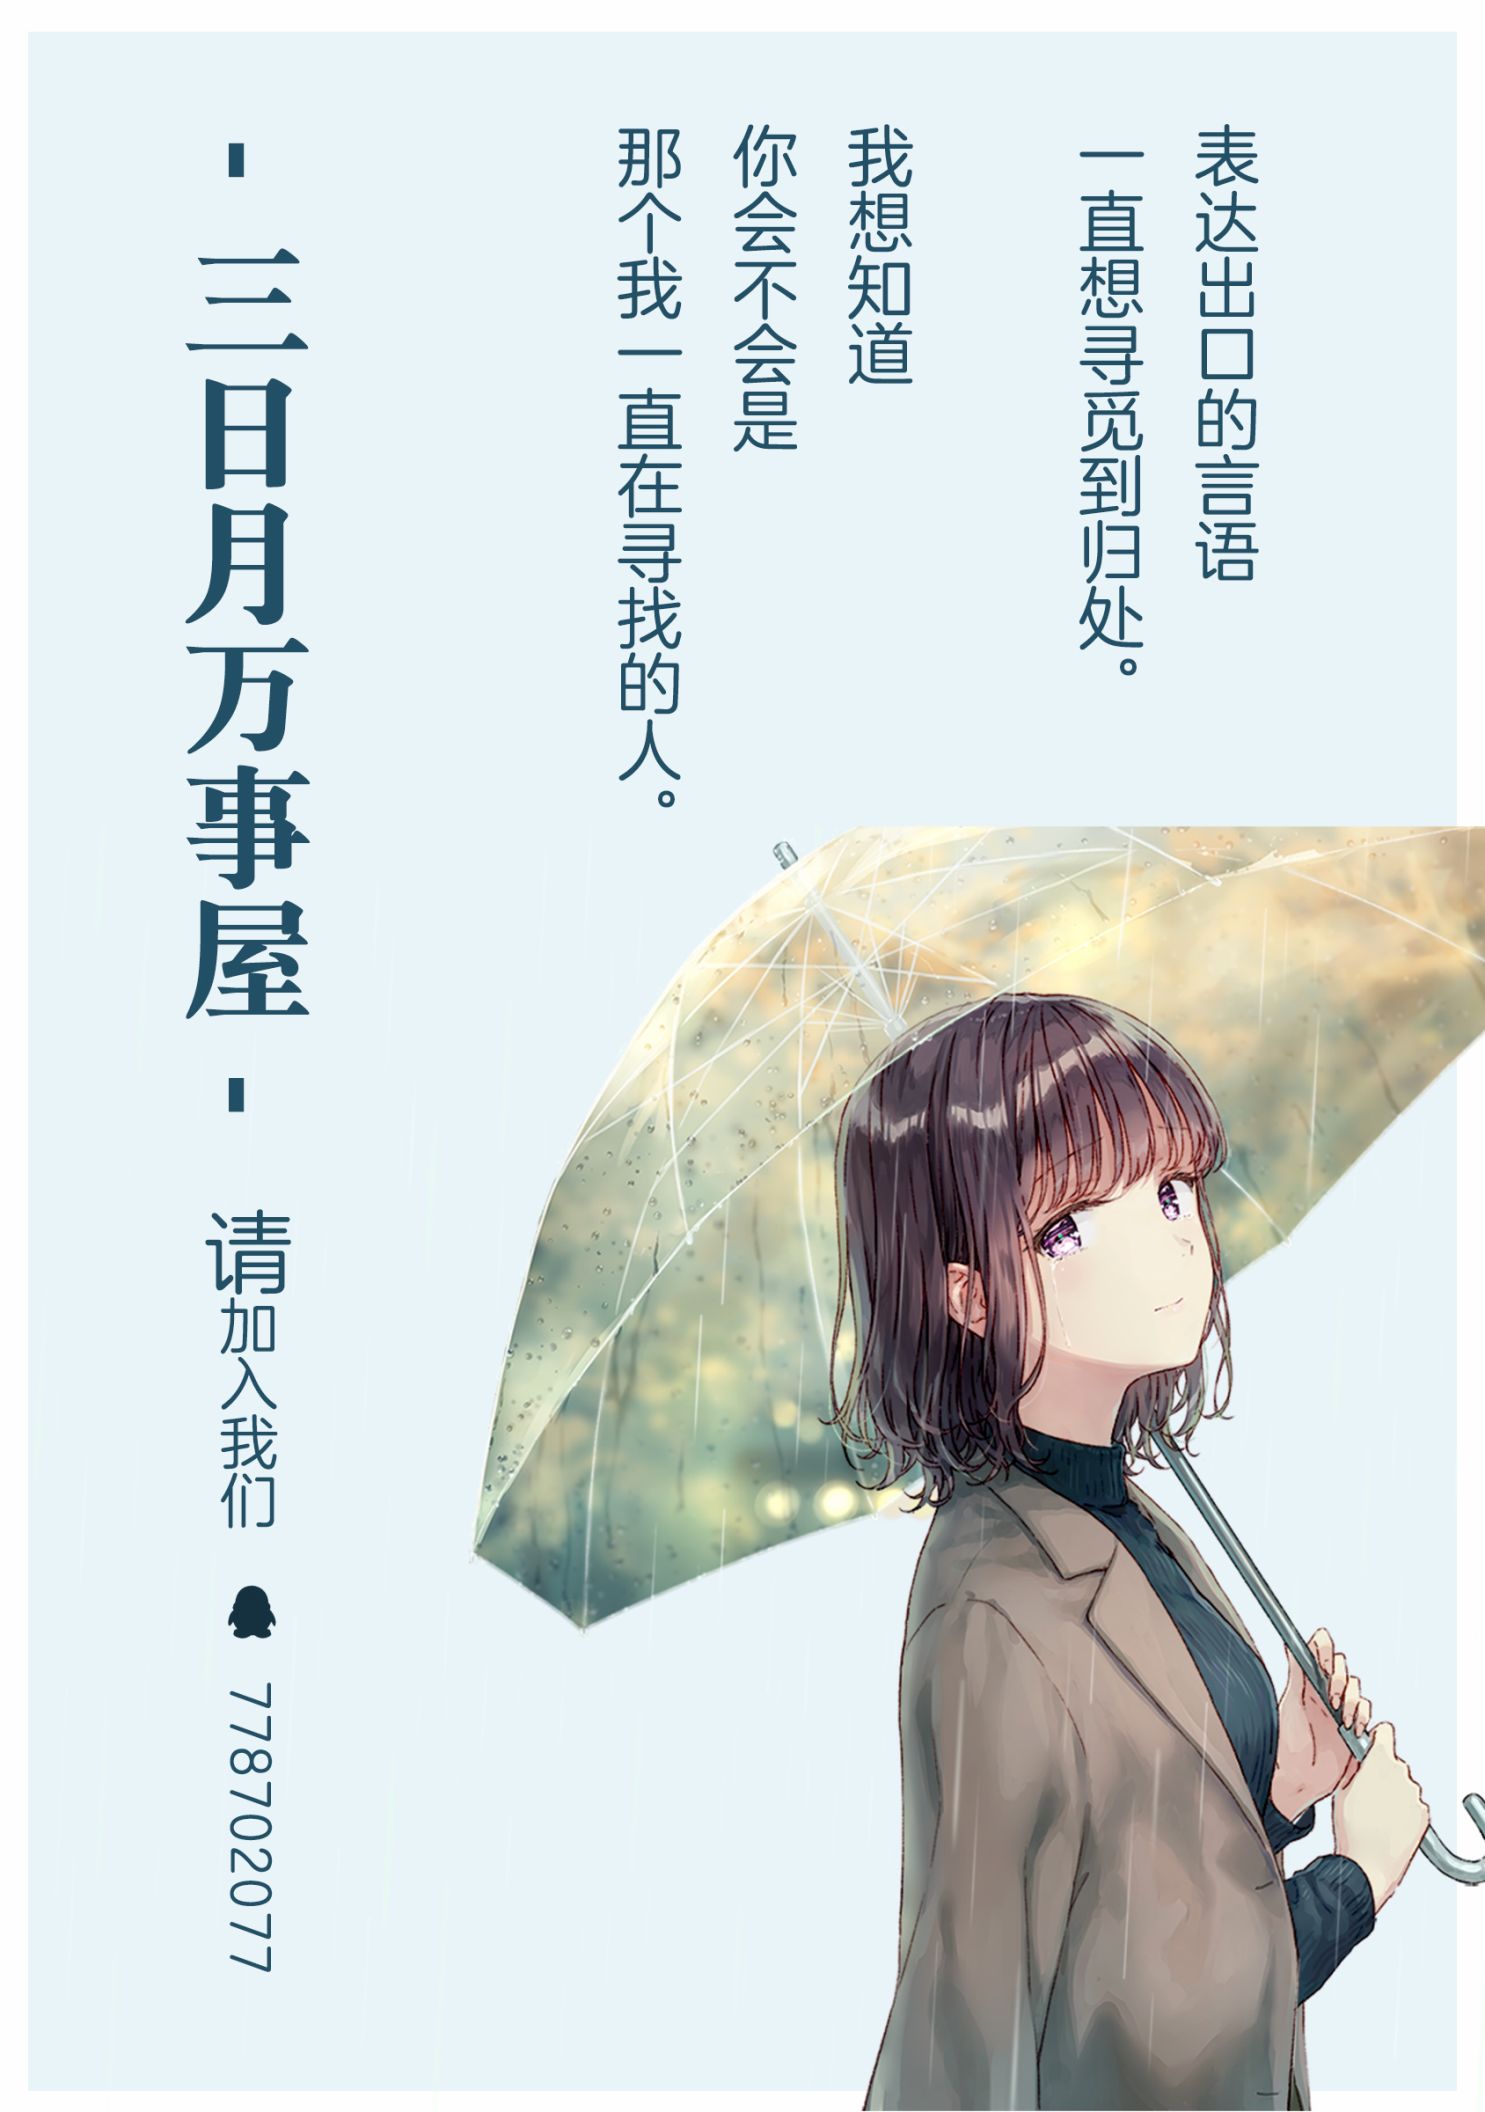 表达出口的言语
一直想寻觅到归处。
我想知道
你会不会是
那个我一直在寻找的人。
- 三日月万事屋 -
请加入我们
778702077